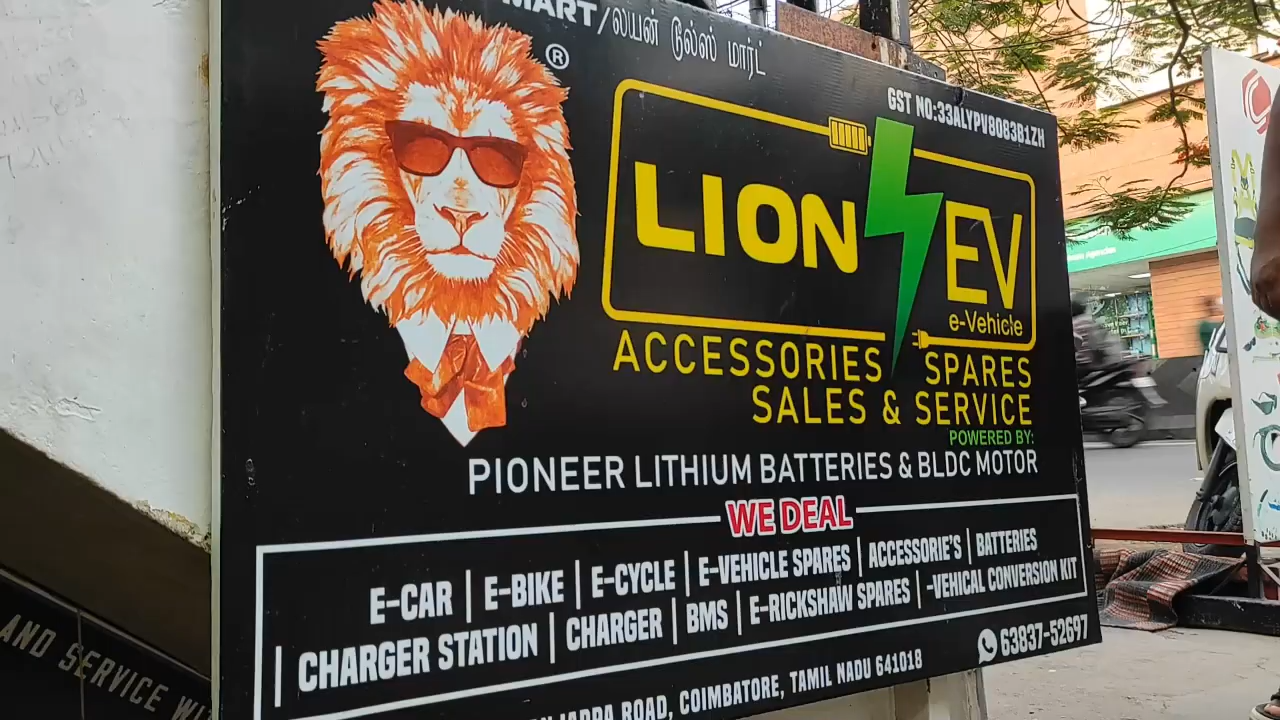 MART/லயன் டூல்ஸ் மார்ட்
®
GST NO:33ALYPV8083B1ZH
LION EV
e-Vehicle
ACCESSORIES SPARES
SALES & SERVICE
POWERED BY:
PIONEER LITHIUM BATTERIES & BLDC MOTOR
WE DEAL
E-CAR | E-BIKE | E-CYCLE | E-VEHICLE SPARES | ACCESSORIE'S | BATTERIES
| CHARGER STATION | CHARGER | BMS | E-RICKSHAW SPARES | -VEHICAL CONVERSION KIT
63837-52697
ROAD, COIMBATORE, TAMIL NADU 641018
AND SERVICE